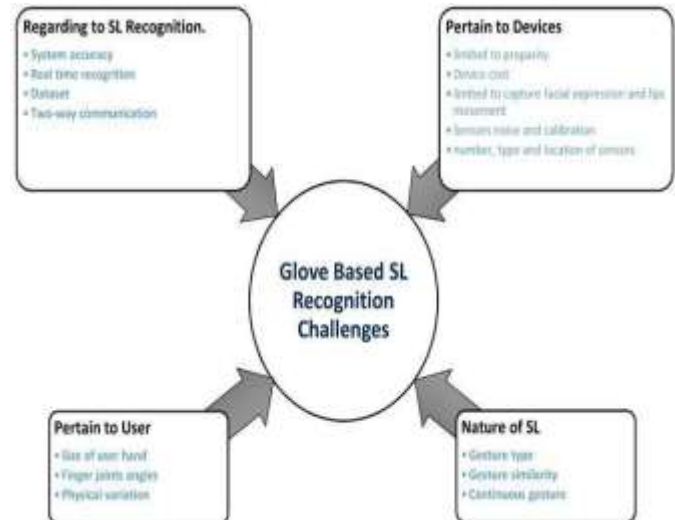 Regarding to SL Recognition.
• System accuracy
• Real time recognition
• Dataset
• Two-way communication
Pertain to Devices
• limited to
• Device cost
• limited to capture facial expression and lips
movement
• Sensors noise and calibration
• number, type and location of sensors
Glove Based SL
Recognition
Challenges
Pertain to User
• Size of user hand
• Finger joints angles
• Physical variation
Nature of SL
• Gesture type
• Gesture similarity
• Continuous gesture